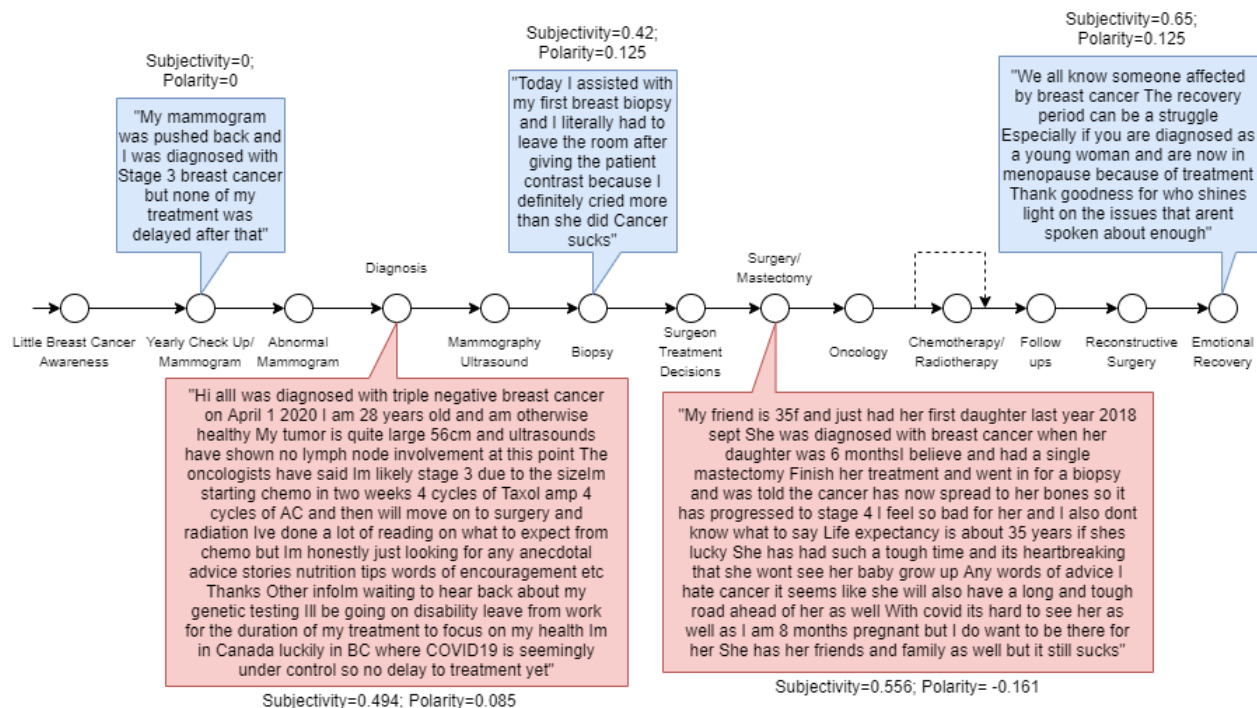 Subjectivity=0;
Polarity=0
"My mammogram
was pushed back and
I was diagnosed with
Stage 3 breast cancer
but none of my
treatment was
delayed after that"
Subjectivity=0.42;
Polarity=0.125
"Today I assisted with
my first breast biopsy
and I literally had to
leave the room after
giving the patient
contrast because I
definitely cried more
than she did Cancer
sucks"
Subjectivity=0.65;
Polarity=0.125
"We all know someone affected
by breast cancer The recovery
period can be a struggle
Especially if you are diagnosed as
a young woman and are now in
menopause because of treatment
Thank goodness for who shines
light on the issues that arent
spoken about enough"
Little Breast Cancer
Awareness
Yearly Check Up/
Mammogram
Abnormal
Mammogram
Diagnosis
Mammography
Ultrasound
Biopsy
Surgeon
Treatment
Decisions
Surgery/
Mastectomy
Oncology
Chemotherapy/
Radiotherapy
Follow
ups
Reconstructive
Surgery
Emotional
Recovery
"Hi allI was diagnosed with triple negative breast cancer
on April 1 2020 I am 28 years old and am otherwise
healthy My tumor is quite large 56cm and ultrasounds
have shown no lymph node involvement at this point The
oncologists have said Im likely stage 3 due to the sizeIm
starting chemo in two weeks 4 cycles of Taxol amp 4
cycles of AC and then will move on to surgery and
radiation Ive done a lot of reading on what to expect from
chemo but Im honestly just looking for any anecdotal
advice stories nutrition tips words of encouragement etc
Thanks Other infoIm waiting to hear back about my
genetic testing Ill be going on disability leave from work
for the duration of my treatment to focus on my health Im
in Canada luckily in BC where COVID19 is seemingly
under control so no delay to treatment yet"
Subjectivity=0.494; Polarity=0.085
"My friend is 35f and just had her first daughter last year 2018
sept She was diagnosed with breast cancer when her
daughter was 6 monthsI believe and had a single
mastectomy Finish her treatment and went in for a biopsy
and was told the cancer has now spread to her bones so it
has progressed to stage 4 I feel so bad for her and I also dont
know what to say Life expectancy is about 35 years if shes
lucky She has had such a tough time and its heartbreaking
that she wont see her baby grow up Any words of advice I
hate cancer it seems like she will also have a long and tough
road ahead of her as well With covid its hard to see her as
well as I am 8 months pregnant but I do want to be there for
her She has her friends and family as well but it still sucks"
Subjectivity=0.556; Polarity= -0.161